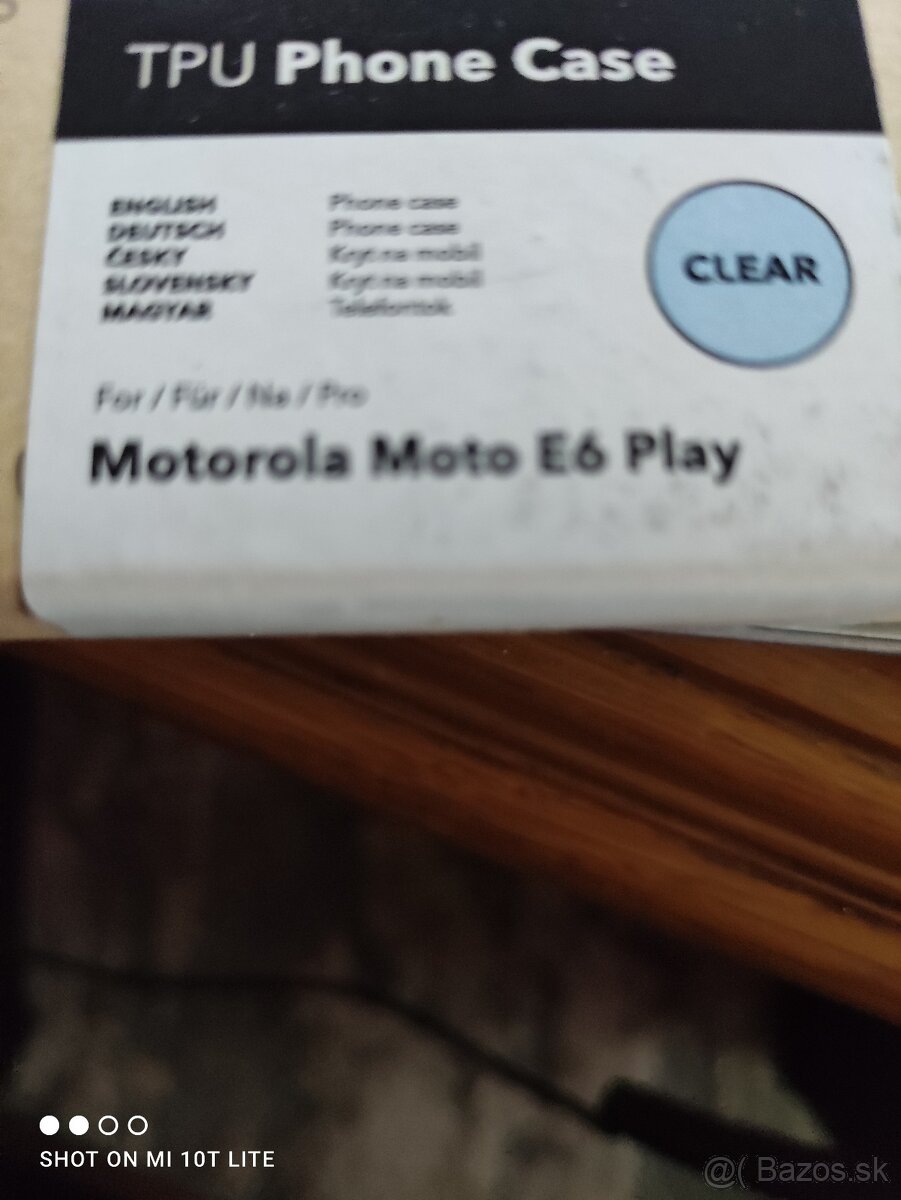 TPU Phone Case
ENGLISH Phone case
DEUTSCH Phone case
ČESKY Kryt na mobil
SLOVENSKY Kryt na mobil
MAGYAR Telefontok
CLEAR
For / Für / Na / Pro
Motorola Moto E6 Play
SHOT ON MI 10T LITE
@( Bazos.sk